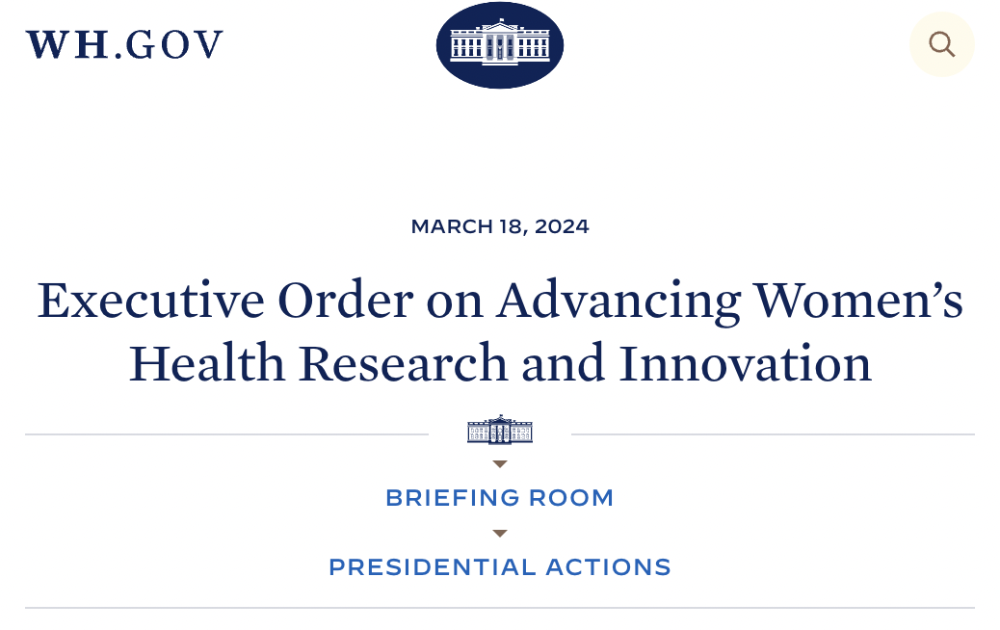 WH.GOV
MARCH 18, 2024
Executive Order on Advancing Women’s
Health Research and Innovation
BRIEFING ROOM
PRESIDENTIAL ACTIONS